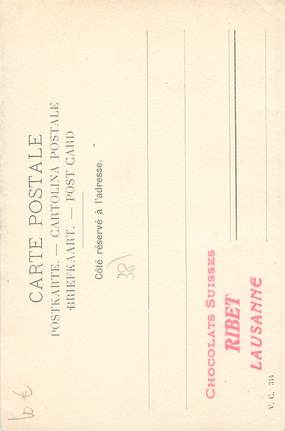 CARTE POSTALE
POSTKARTE. — CARTOLINA POSTALE
BRIEFKAART. — POST CARD
Côté réservé à l'adresse.
38
CHOCOLATS SUISSES
RIBET
LAUSANNE
V. C. 314